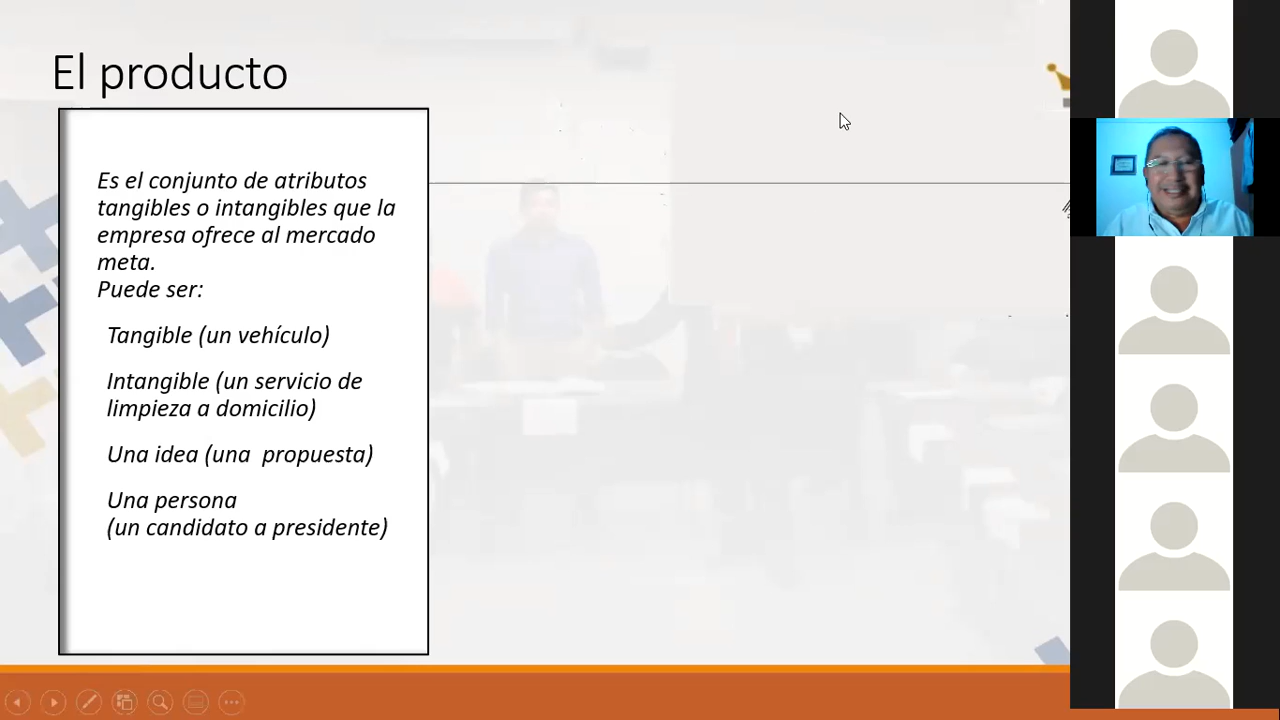 El producto
Es el conjunto de atributos
tangibles o intangibles que la
empresa ofrece al mercado
meta.
Puede ser:
Tangible (un vehículo)
Intangible (un servicio de
limpieza a domicilio)
Una idea (una  propuesta)
Una persona
(un candidato a presidente)